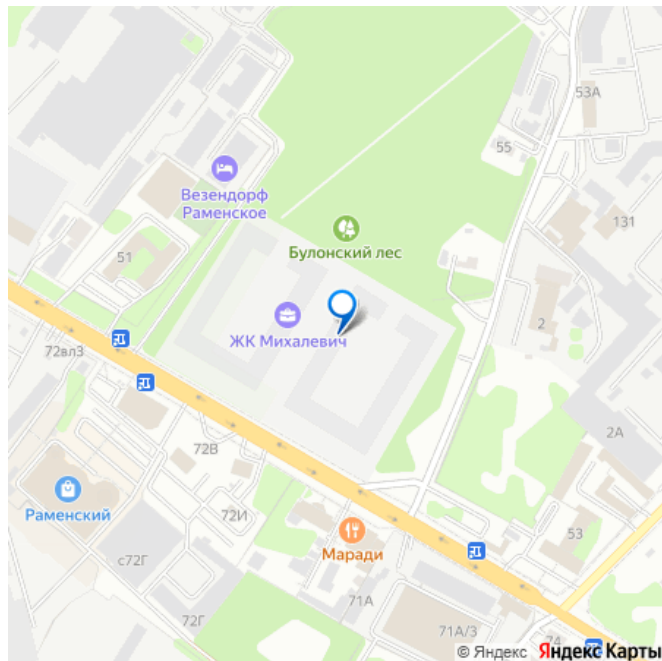 53А
55
Везендорф
Раменское
131
Булонский лес
51
ЖК Михалевич
2
72вл3
2А
72В
Раменский
72И
53
Маради
с72Г
71А
72Г
71А/3
74
© Яндекс Яндекс Карты